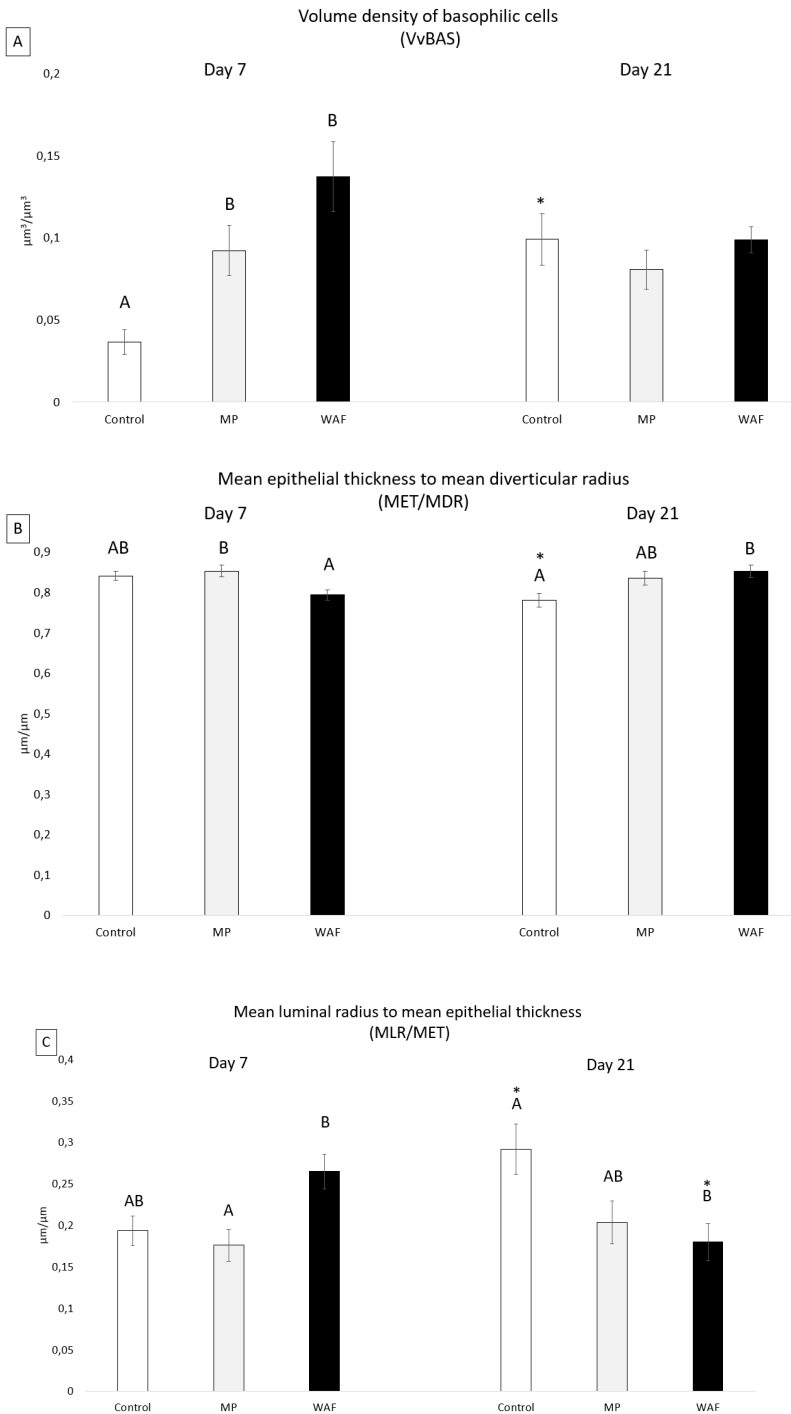 Volume density of basophilic cells
(VvBAS)
A
Day 7
Day 21
0,2
0,15
0,1
0,05
0
µm³/µm³
A
B
B
*
Control
MP
WAF
Control
MP
WAF
Mean epithelial thickness to mean diverticular radius
(MET/MDR)
B
Day 7
Day 21
0,9
0,8
0,7
0,6
0,5
0,4
0,3
0,2
0,1
0
µm/µm
AB
B
A
*
A
AB
B
Control
MP
WAF
Control
MP
WAF
Mean luminal radius to mean epithelial thickness
(MLR/MET)
C
Day 7
Day 21
0,4
0,35
0,3
0,25
0,2
0,15
0,1
0,05
0
µm/µm
AB
A
B
*
A
AB
*
B
Control
MP
WAF
Control
MP
WAF